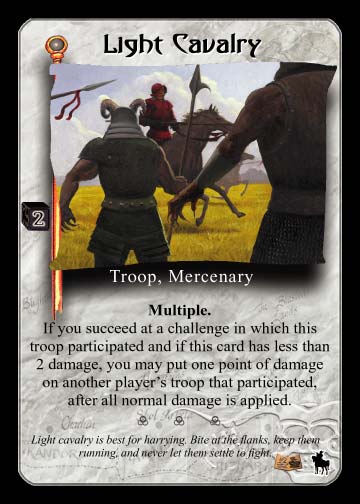 Light Cavalry
2
Troop, Mercenary
Multiple.
If you succeed at a challenge in which this
troop participated and if this card has less than
2 damage, you may put one point of damage
on another player's troop that participated,
after all normal damage is applied.
Light cavalry is best for harrying. Bite at the flanks, keep them
running, and never let them settle to fight.